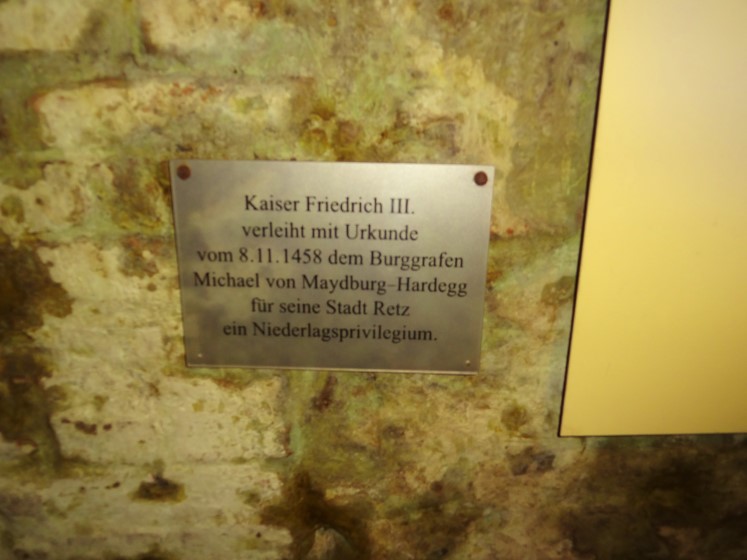 Kaiser Friedrich III.
verleiht mit Urkunde
vom 8.11.1458 dem Burggrafen
Michael von Maydburg–Hardegg
für seine Stadt Retz
ein Niederlagsprivilegium.